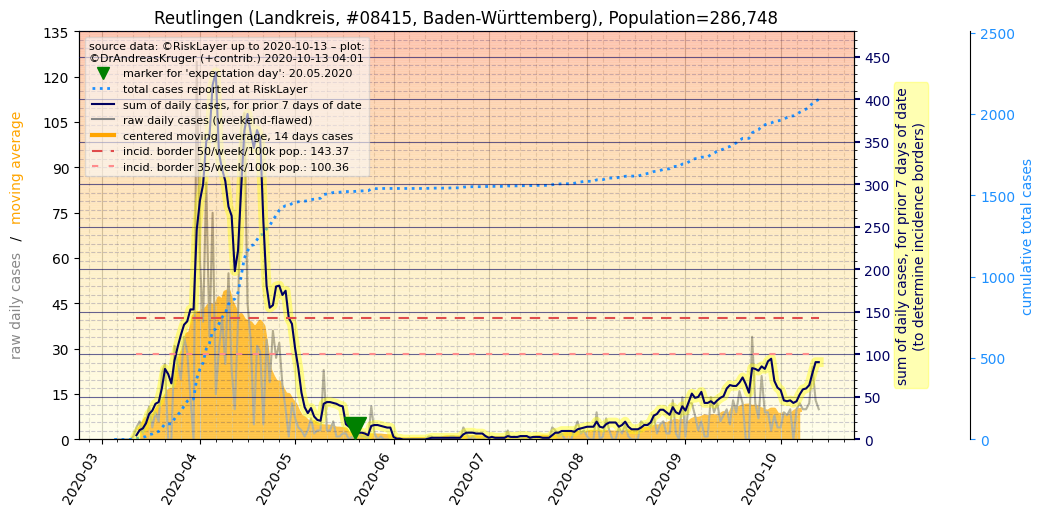 Reutlingen (Landkreis, #08415, Baden-Württemberg), Population=286,748
source data: ©RiskLayer up to 2020-10-13 – plot:
©DrAndreasKruger (+contrib.) 2020-10-13 04:01
marker for 'expectation day': 20.05.2020
total cases reported at RiskLayer
sum of daily cases, for prior 7 days of date
raw daily cases (weekend-flawed)
centered moving average, 14 days cases
incid. border 50/week/100k pop.: 143.37
incid. border 35/week/100k pop.: 100.36
raw daily cases / moving average
135
120
105
90
75
60
45
30
15
0
2020-03
2020-04
2020-05
2020-06
2020-07
2020-08
2020-09
2020-10
450
400
350
300
250
200
150
100
50
0
sum of daily cases, for prior 7 days of date
(to determine incidence borders)
2500
2000
1500
1000
500
0
cumulative total cases